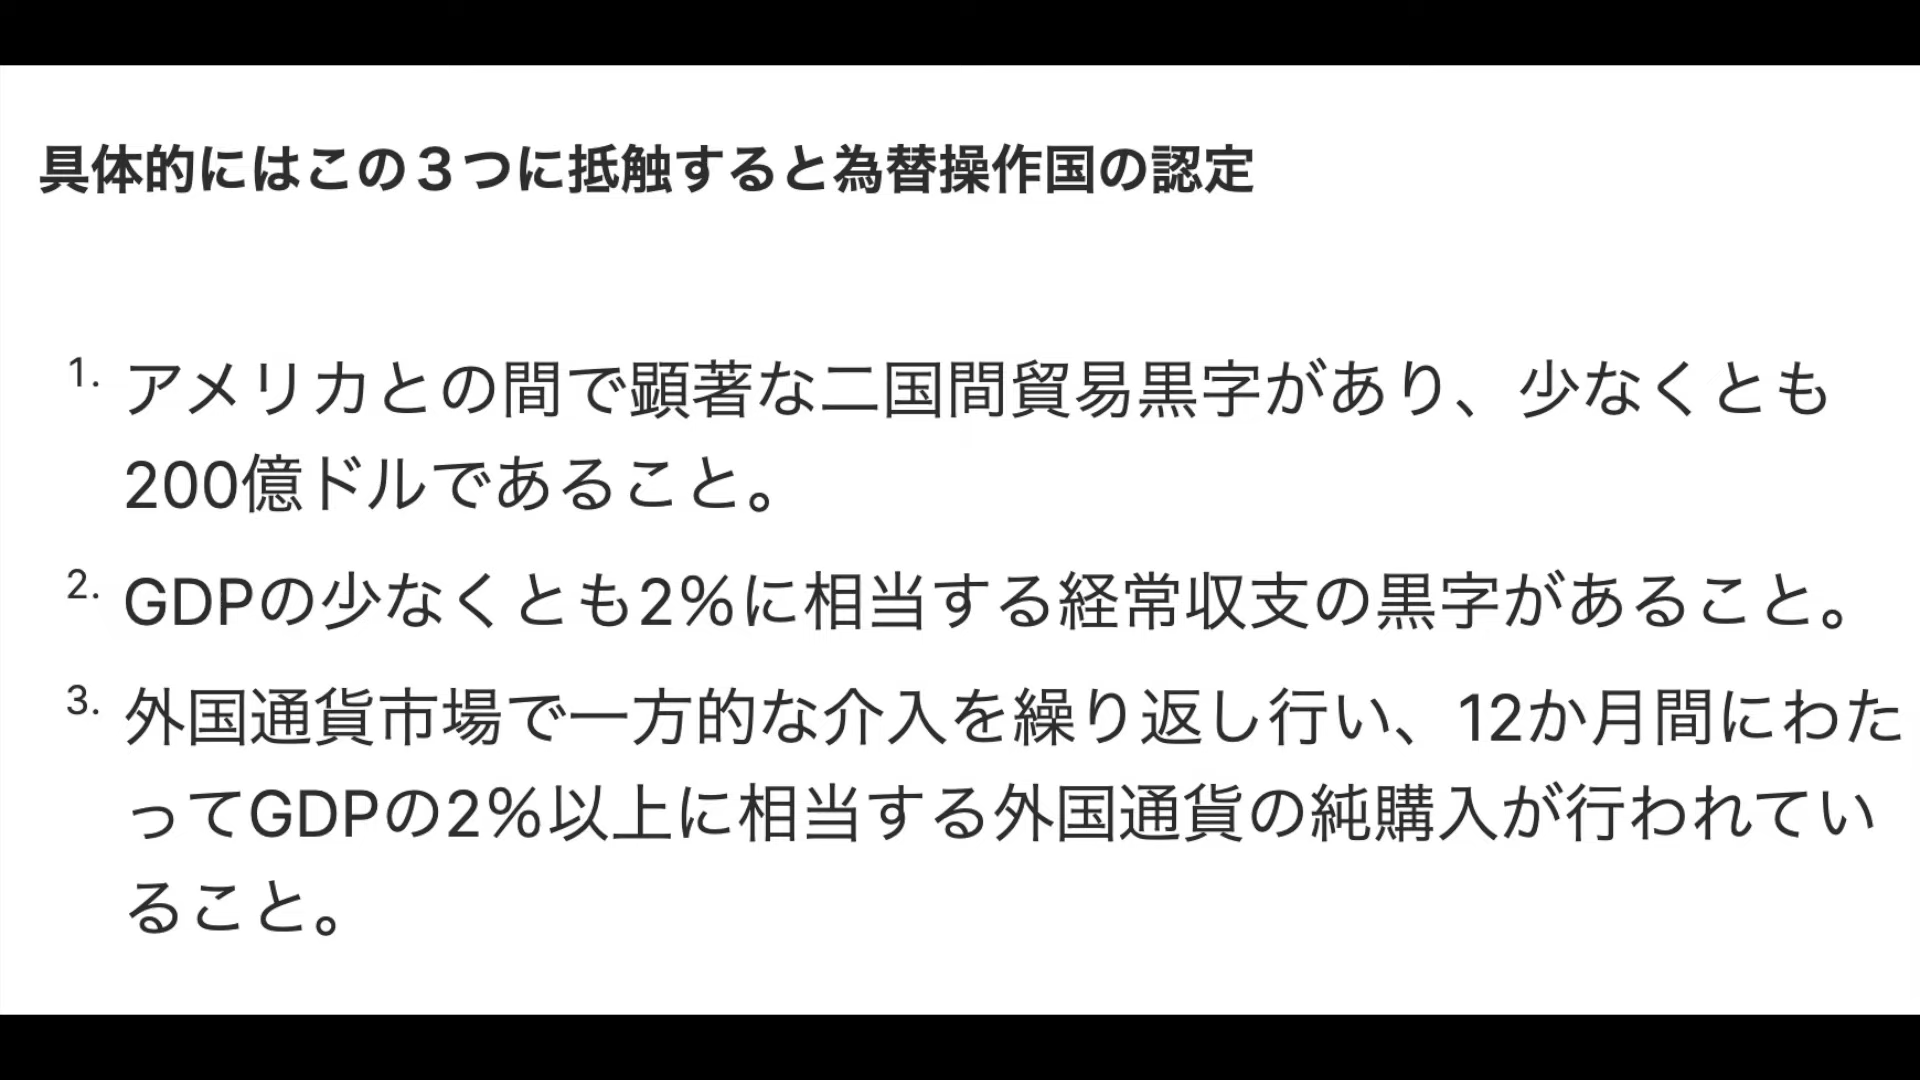 具体的にはこの３つに抵触すると為替操作国の認定
1. アメリカとの間で顕著な二国間貿易黒字があり、少なくとも
200億ドルであること。
2. GDPの少なくとも2%に相当する経常収支の黒字があること。
3. 外国通貨市場で一方的な介入を繰り返し行い、12か月間にわた
ってGDPの2%以上に相当する外国通貨の純購入が行われてい
ること。